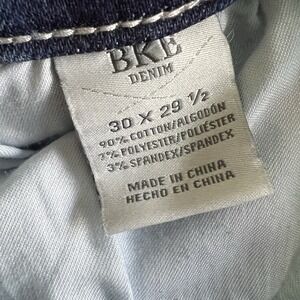 BKE
DENIM
30 X 29 ½
90% COTTON/ALGODÓN
7% POLYESTER/POLIÉSTER
3% SPANDEX/SPANDEX
MADE IN CHINA
HECHO EN CHINA